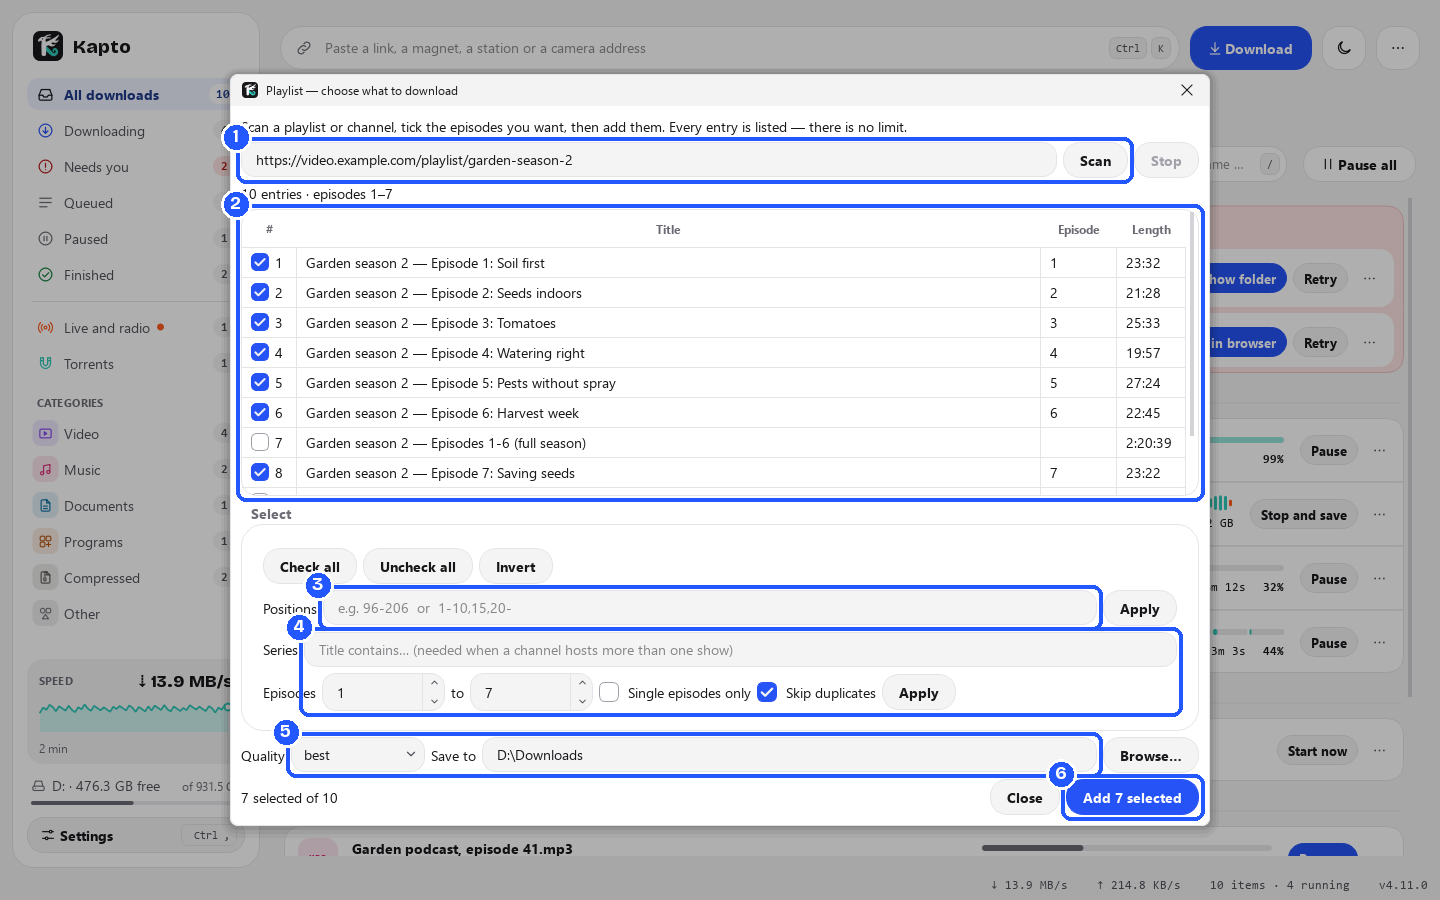 Kapto
Paste a link, a magnet, a station or a camera address
Ctrl K
Download
All downloads 10
Downloading
Needs you 2
Queued
Paused 1
Finished 2
Live and radio 1
Torrents 1
CATEGORIES
Video 4
Music 2
Documents 1
Programs 1
Compressed 2
Other
SPEED ↓ 13.9 MB/s
2 min
D: · 476.3 GB free of 931.5
Settings Ctrl ,
Playlist — choose what to download
Scan a playlist or channel, tick the episodes you want, then add them. Every entry is listed — there is no limit.
1
https://video.example.com/playlist/garden-season-2
Scan
Stop
10 entries · episodes 1–7
2
# Title Episode Length
1 Garden season 2 — Episode 1: Soil first 1 23:32
2 Garden season 2 — Episode 2: Seeds indoors 2 21:28
3 Garden season 2 — Episode 3: Tomatoes 3 25:33
4 Garden season 2 — Episode 4: Watering right 4 19:57
5 Garden season 2 — Episode 5: Pests without spray 5 27:24
6 Garden season 2 — Episode 6: Harvest week 6 22:45
7 Garden season 2 — Episodes 1-6 (full season) 2:20:39
8 Garden season 2 — Episode 7: Saving seeds 7 23:22
Select
Check all Uncheck all Invert
3
Positions e.g. 96-206 or 1-10,15,20- Apply
4
Series Title contains... (needed when a channel hosts more than one show)
Episodes 1 to 7 Single episodes only Skip duplicates Apply
5
Quality best Save to D:\Downloads Browse...
6
7 selected of 10 Close Add 7 selected
me ... /
Pause all
how folder Retry
in browser Retry
99% Pause
2 GB Stop and save
m 12s 32% Pause
3m 3s 44% Pause
Start now
Garden podcast, episode 41.mp3
↓ 13.9 MB/s ↑ 214.8 KB/s 10 items · 4 running v4.11.0